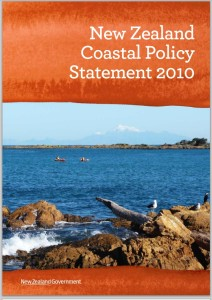 New Zealand
Coastal Policy
Statement 2010
New Zealand Government